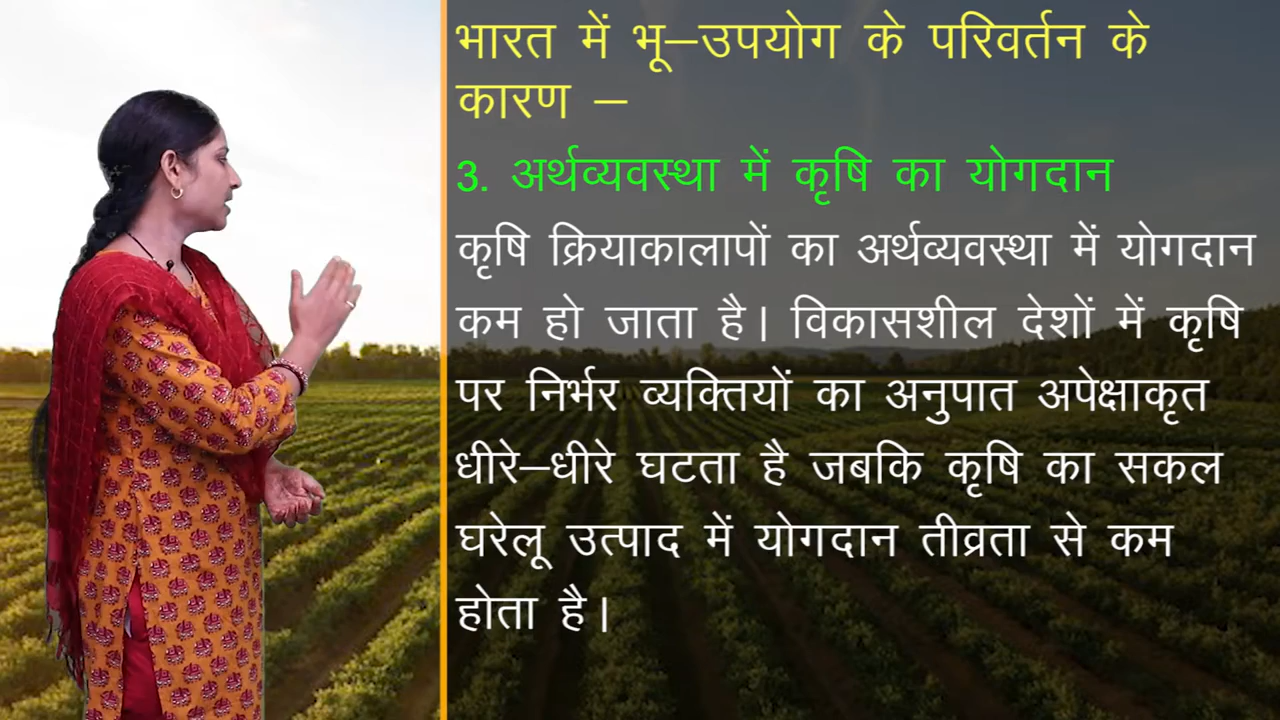 भारत में भू–उपयोग के परिवर्तन के
कारण –
3. अर्थव्यवस्था में कृषि का योगदान
कृषि क्रियाकालापों का अर्थव्यवस्था में योगदान
कम हो जाता है। विकासशील देशों में कृषि
पर निर्भर व्यक्तियों का अनुपात अपेक्षाकृत
धीरे–धीरे घटता है जबकि कृषि का सकल
घरेलू उत्पाद में योगदान तीव्रता से कम
होता है।